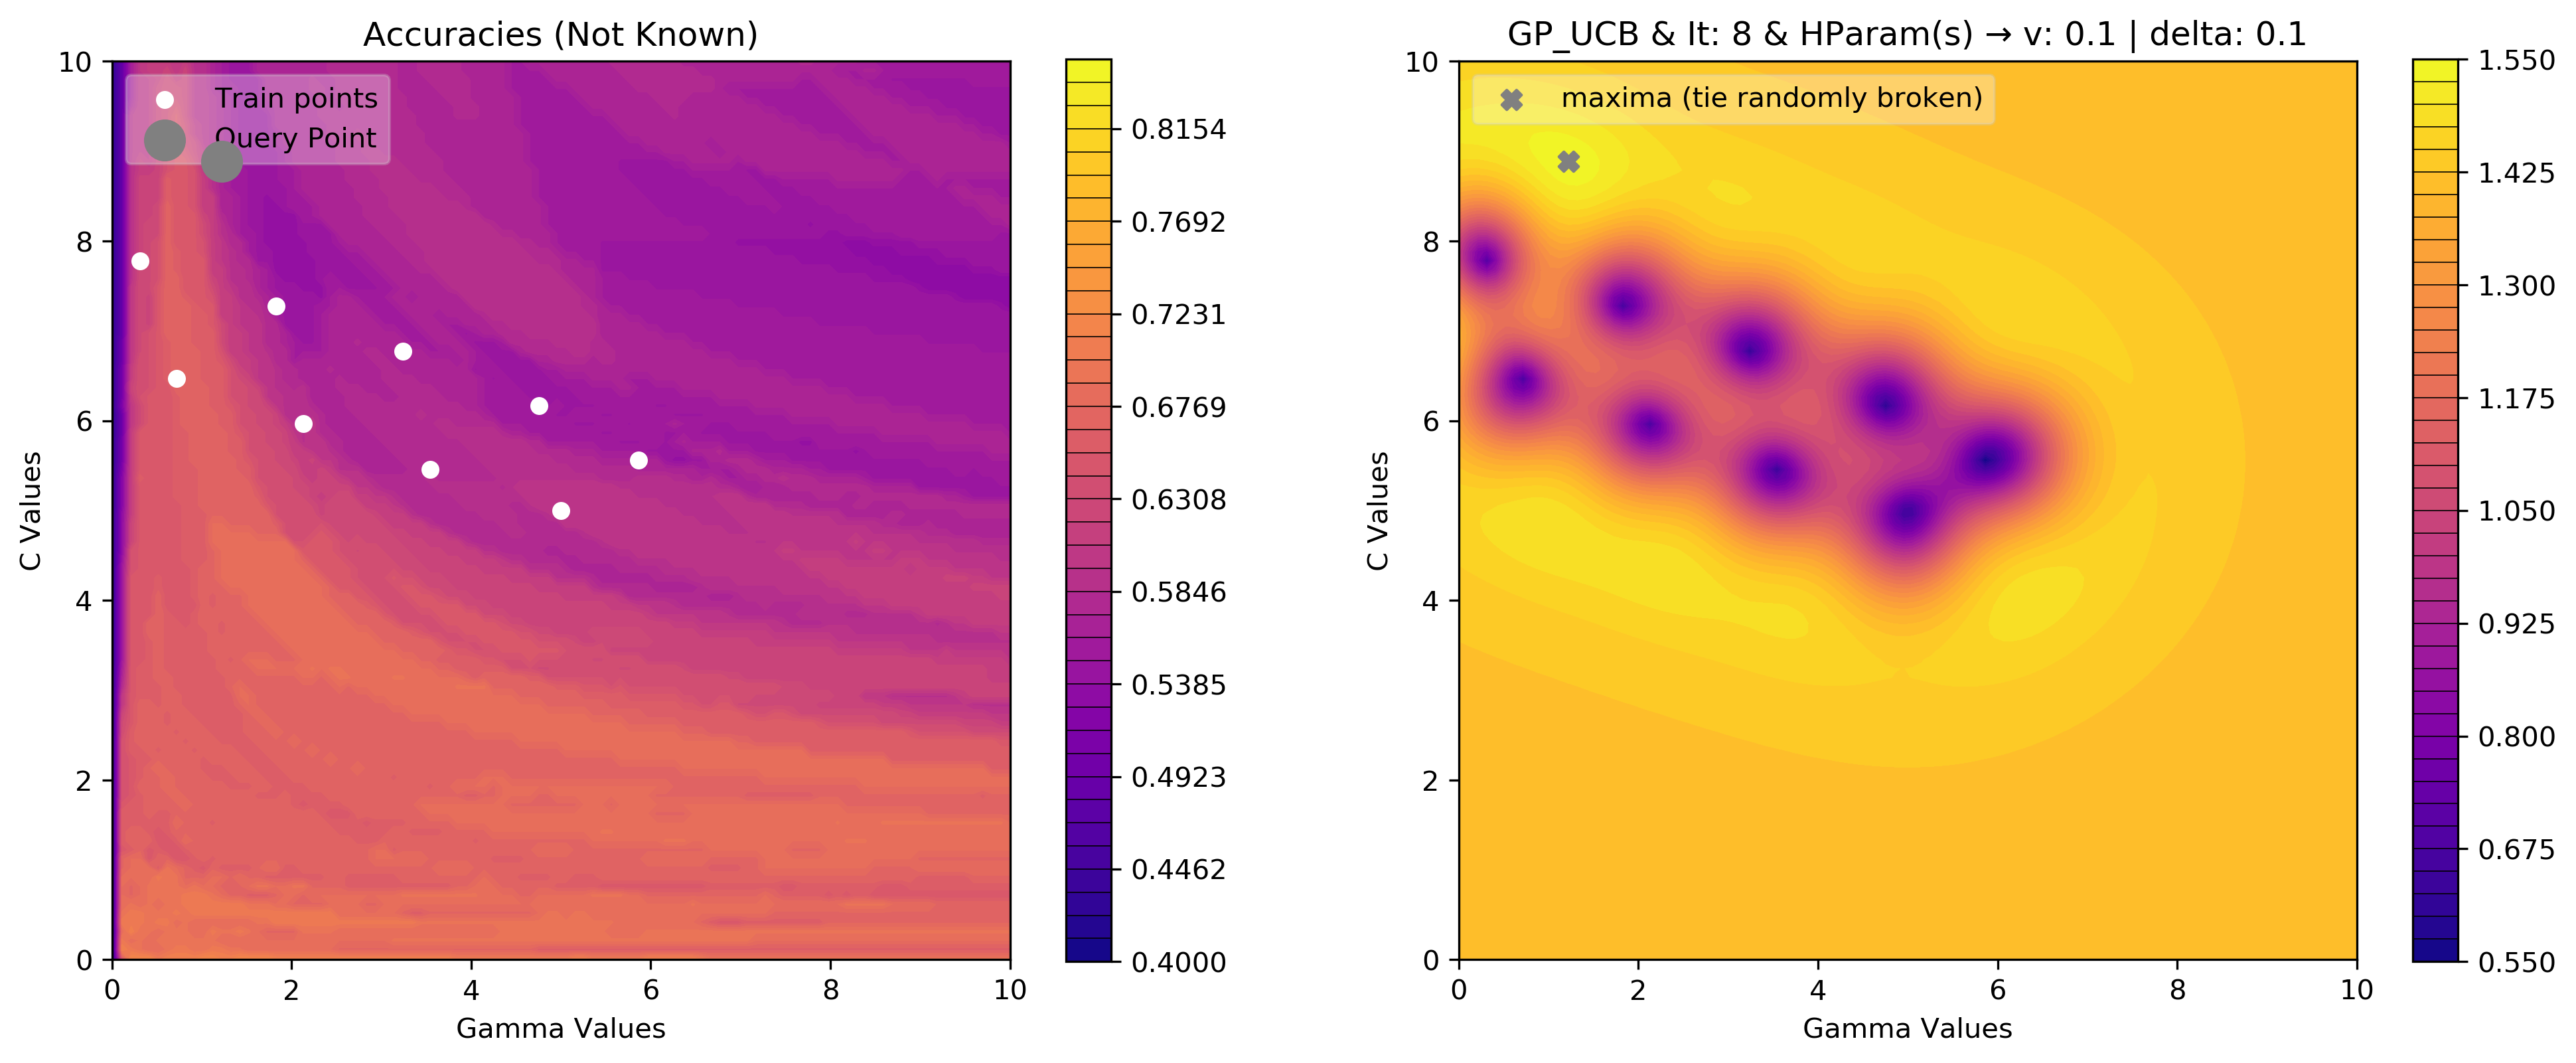 Accuracies (Not Known)
Train points
Query Point
10
8
6
4
2
0
C Values
0 2 4 6 8 10
Gamma Values
0.8154
0.7692
0.7231
0.6769
0.6308
0.5846
0.5385
0.4923
0.4462
0.4000
GP_UCB & It: 8 & HParam(s) → v: 0.1 | delta: 0.1
maxima (tie randomly broken)
10
8
6
4
2
0
C Values
0 2 4 6 8 10
Gamma Values
1.550
1.425
1.300
1.175
1.050
0.925
0.800
0.675
0.550